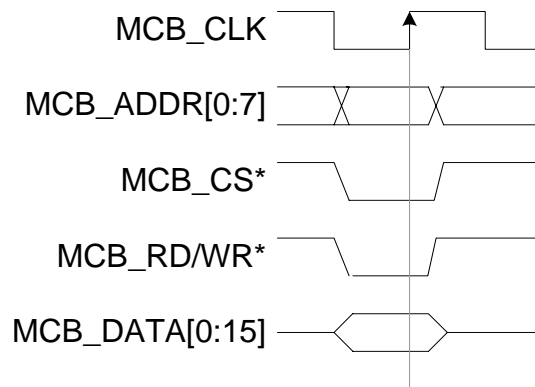 MCB_CLK
MCB_ADDR[0:7]
MCB_CS*
MCB_RD/WR*
MCB_DATA[0:15]